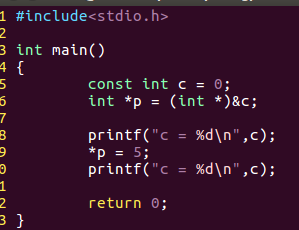 1 #include<stdio.h>
2
3 int main()
4 {
5 const int c = 0;
6 int *p = (int *)&c;
7
8 printf("c = %d\n",c);
9 *p = 5;
0 printf("c = %d\n",c);
1
2 return 0;
3 }